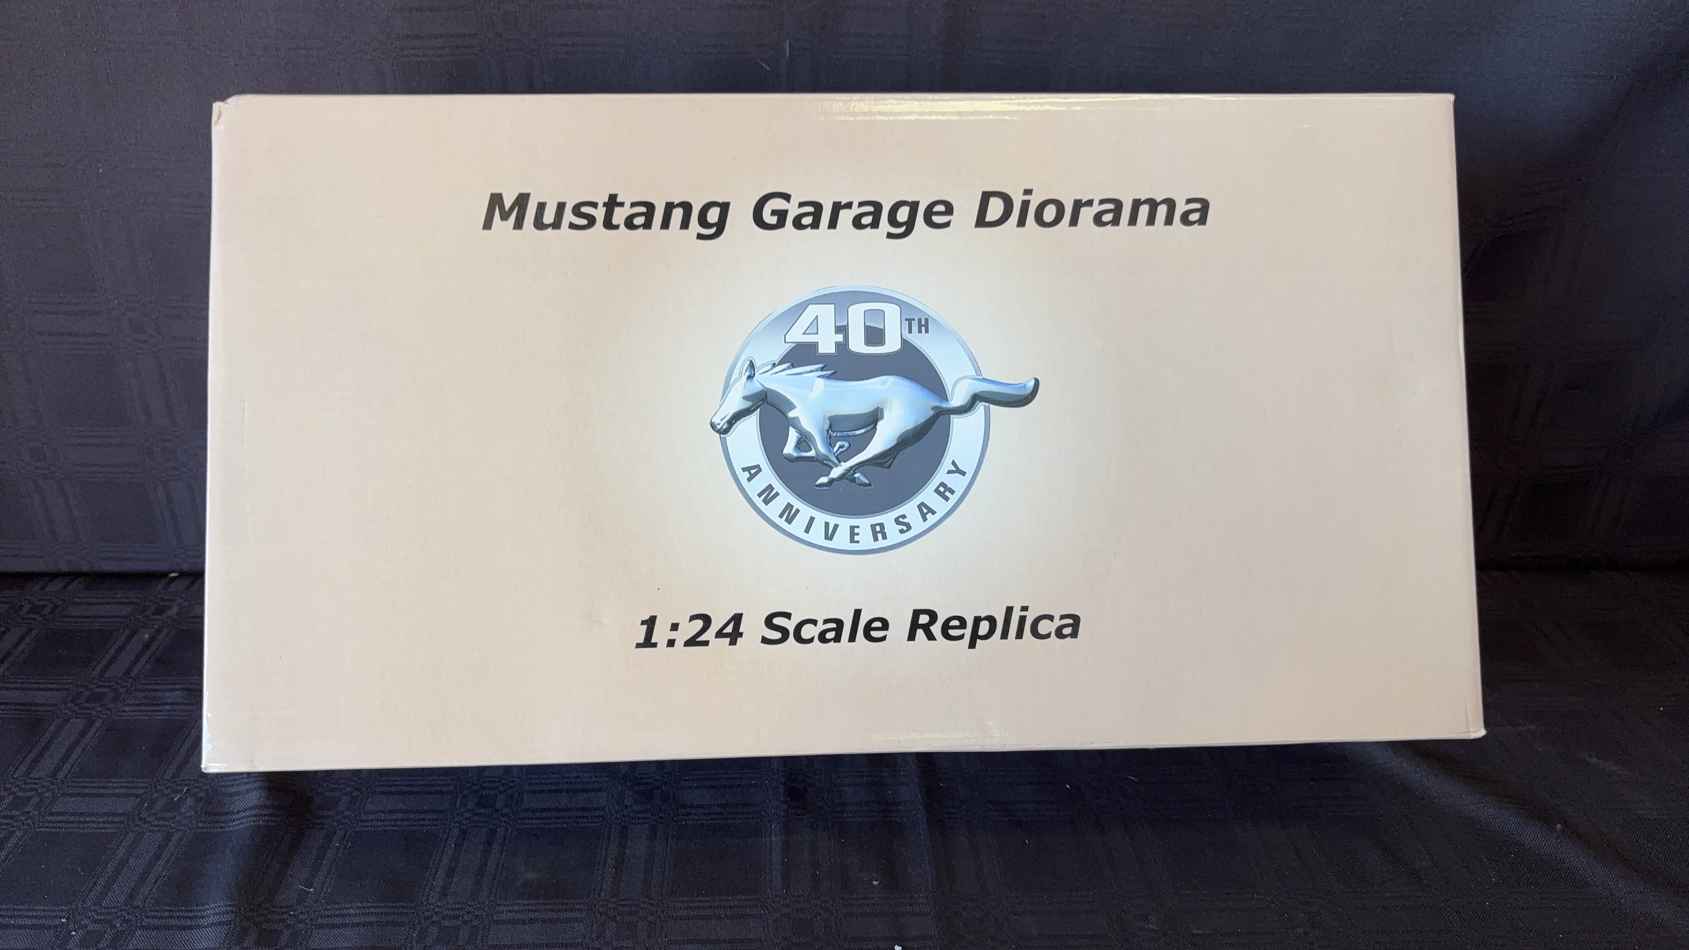 Mustang Garage Diorama
40TH
ANNIVERSARY
1:24 Scale Replica